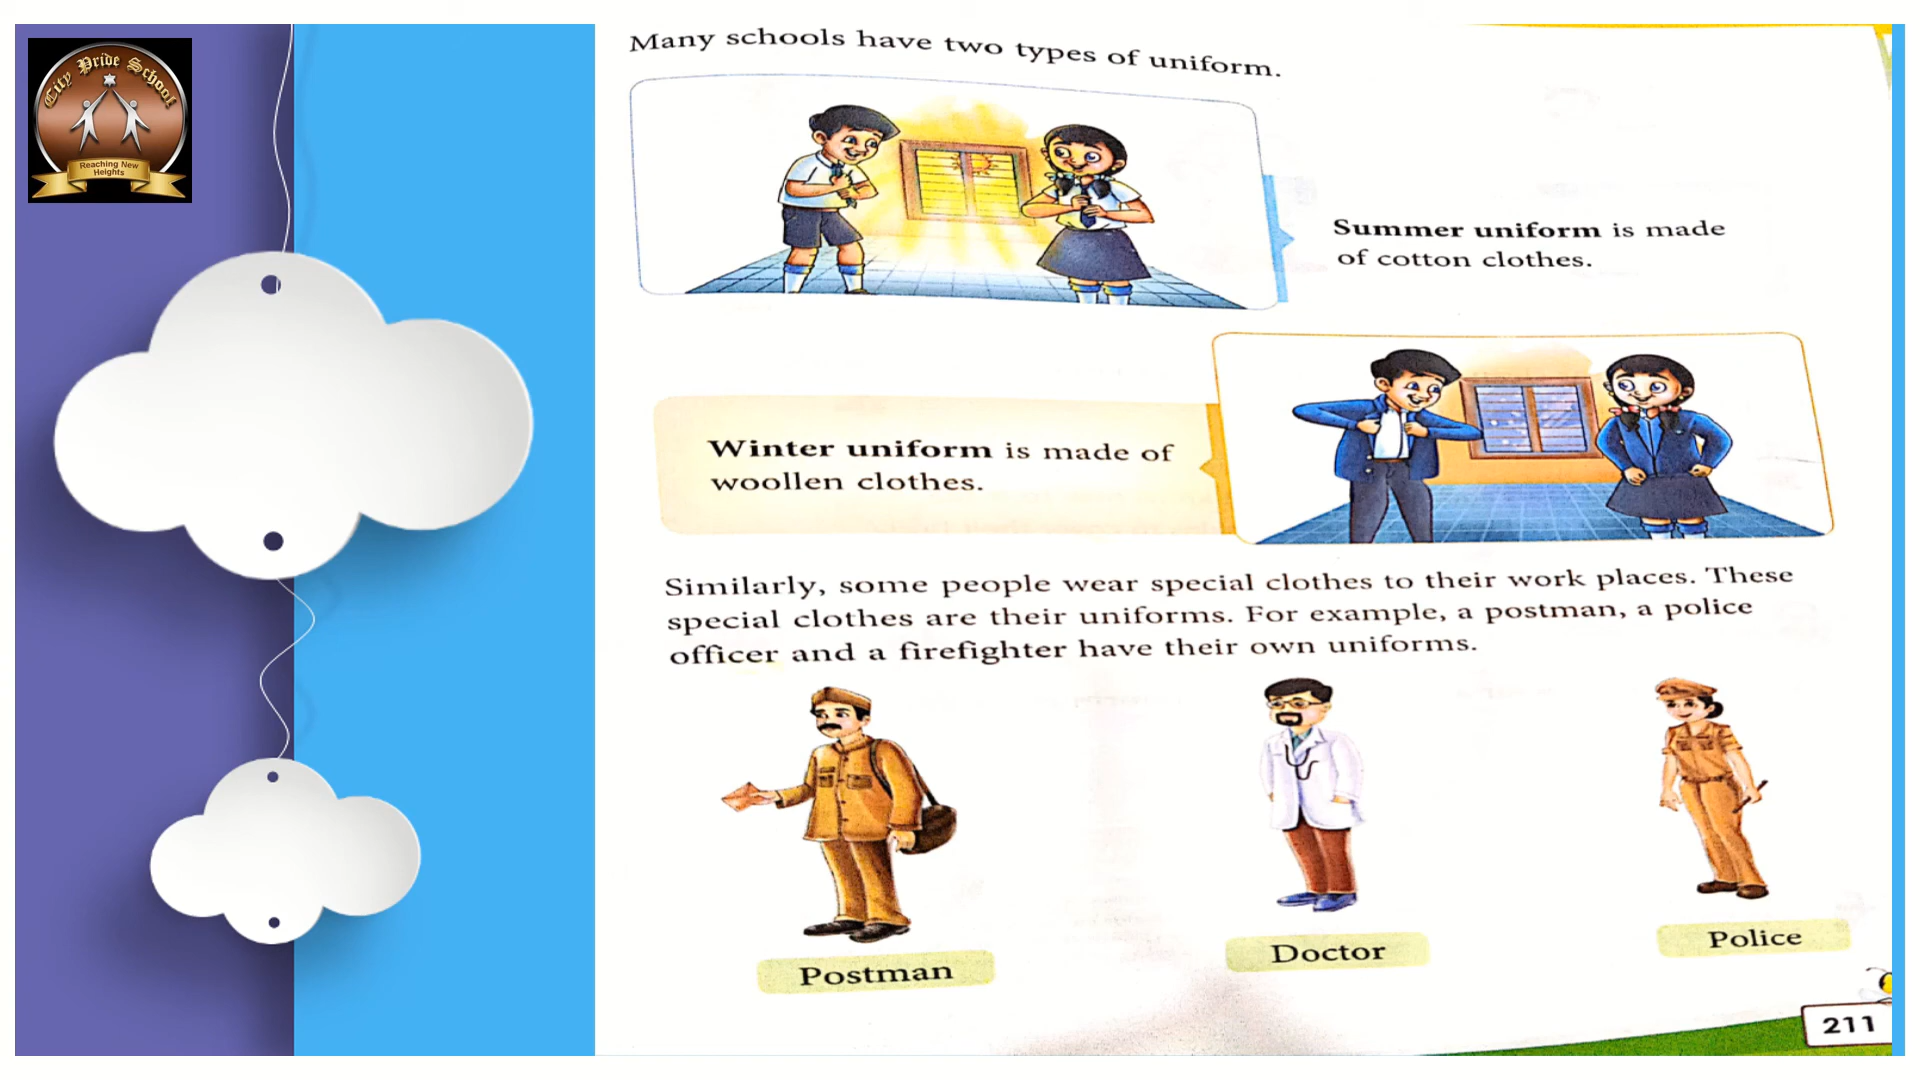 City Pride School
Reaching New
Heights
Many schools have two types of uniform.
Summer uniform is made
of cotton clothes.
Winter uniform is made of
woollen clothes.
Similarly, some people wear special clothes to their work places. These
special clothes are their uniforms. For example, a postman, a police
officer and a firefighter have their own uniforms.
Postman
Doctor
Police
211